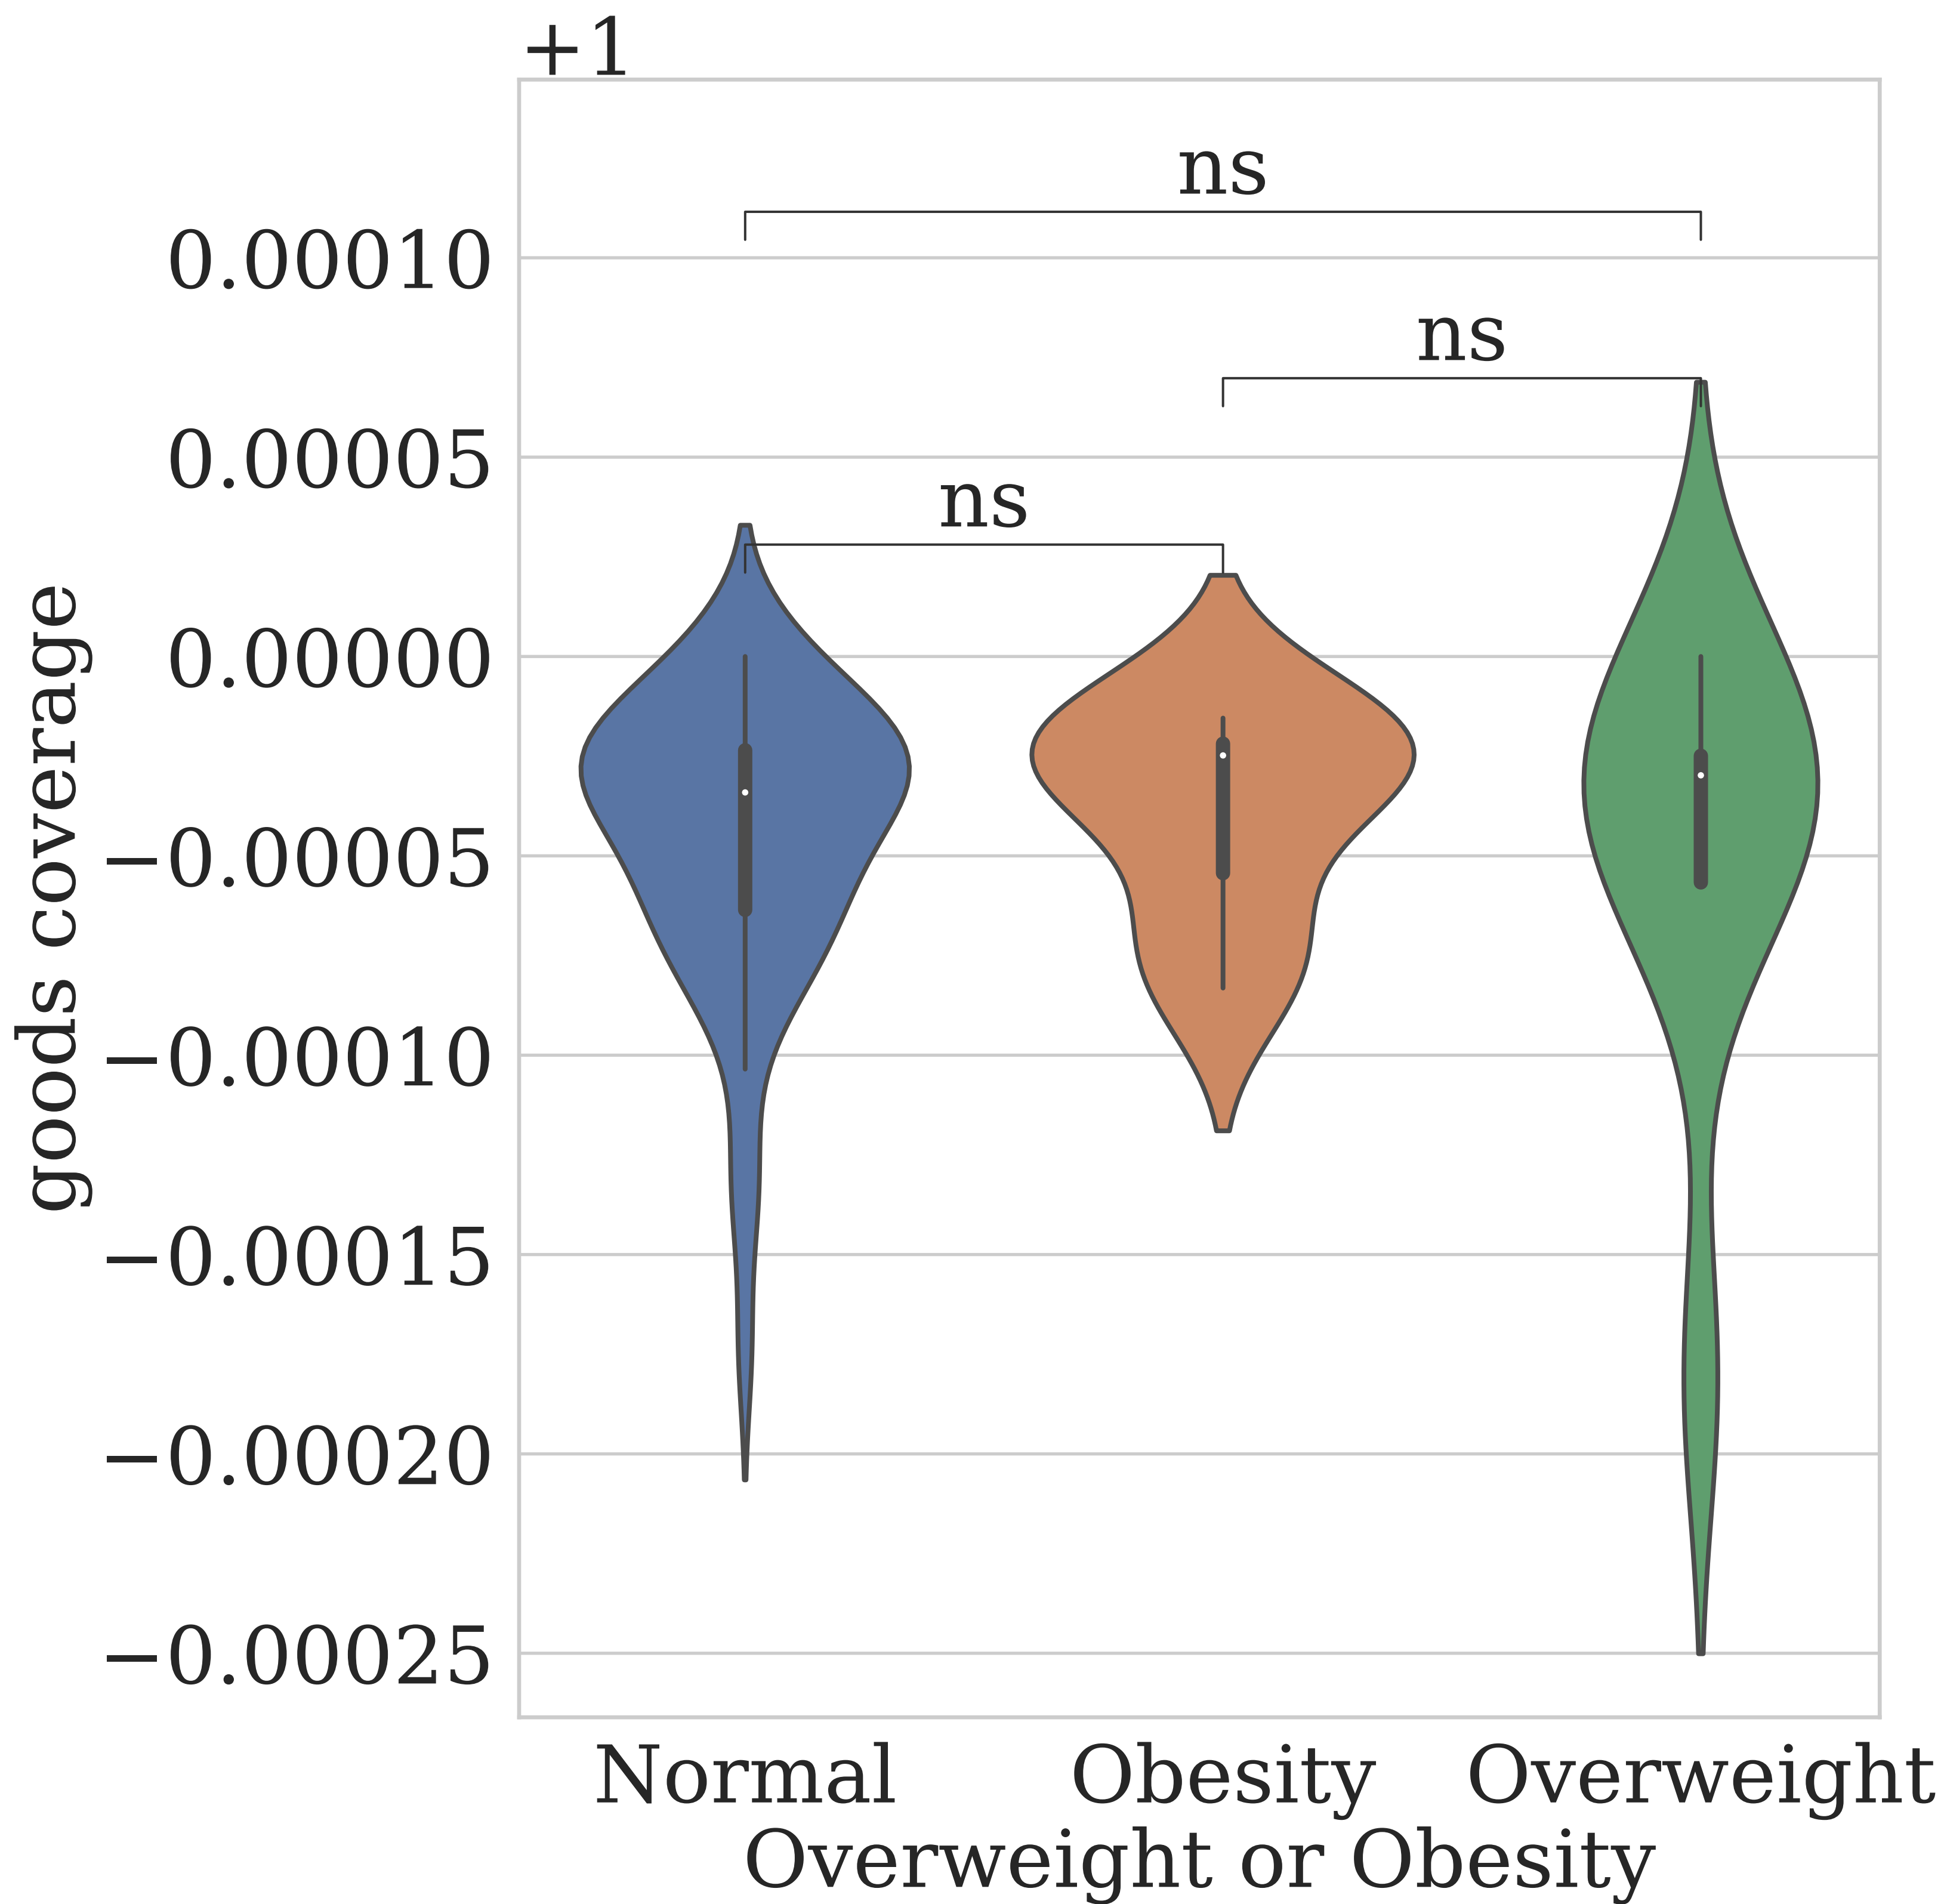 +1
ns
0.00010
ns
0.00005
ns
0.00000
−0.00005
−0.00010
−0.00015
−0.00020
−0.00025
goods coverage
Normal Obesity Overweight
Overweight or Obesity